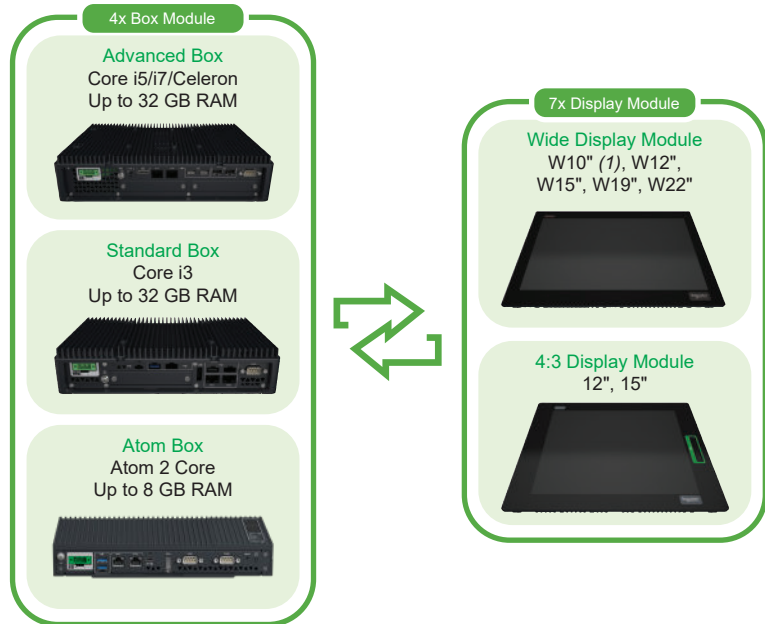 4x Box Module
Advanced Box
Core i5/i7/Celeron
Up to 32 GB RAM
Standard Box
Core i3
Up to 32 GB RAM
Atom Box
Atom 2 Core
Up to 8 GB RAM
7x Display Module
Wide Display Module
W10" (1), W12",
W15", W19", W22"
4:3 Display Module
12", 15"